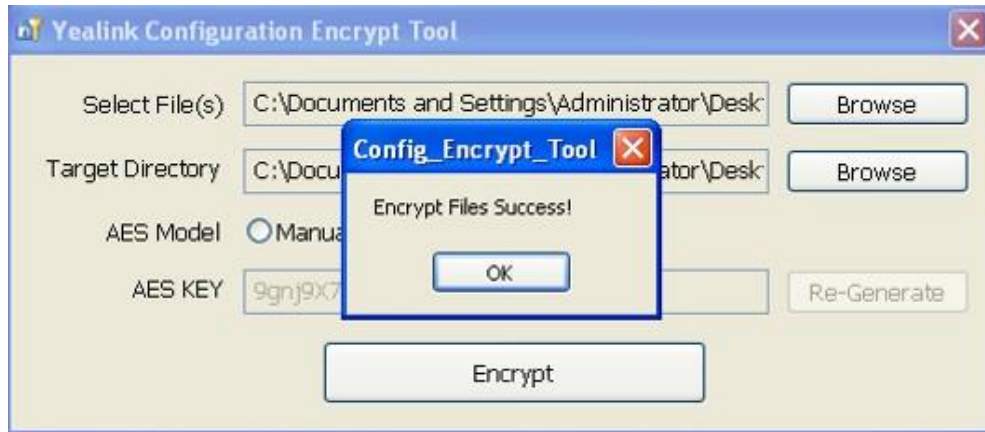 Yealink Configuration Encrypt Tool
Select File(s) C:\Documents and Settings\Administrator\Desk Browse
Config_Encrypt_Tool
Target Directory C:\Docu ator\Desk Browse
Encrypt Files Success!
AES Model Manua
OK
AES KEY 9gnj9X7 Re-Generate
Encrypt